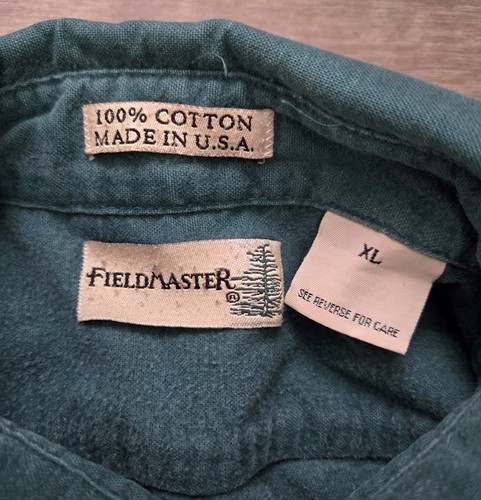 100% COTTON
MADE IN U.S.A.
FIELDMASTER®
XL
SEE REVERSE FOR CARE